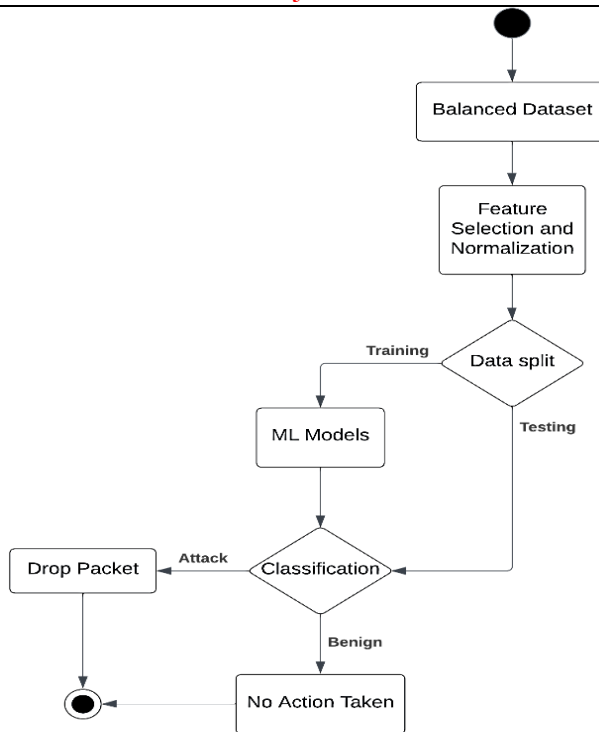 Balanced Dataset
Feature
Selection and
Normalization
Data split
Training
Testing
ML Models
Classification
Attack
Drop Packet
Benign
No Action Taken